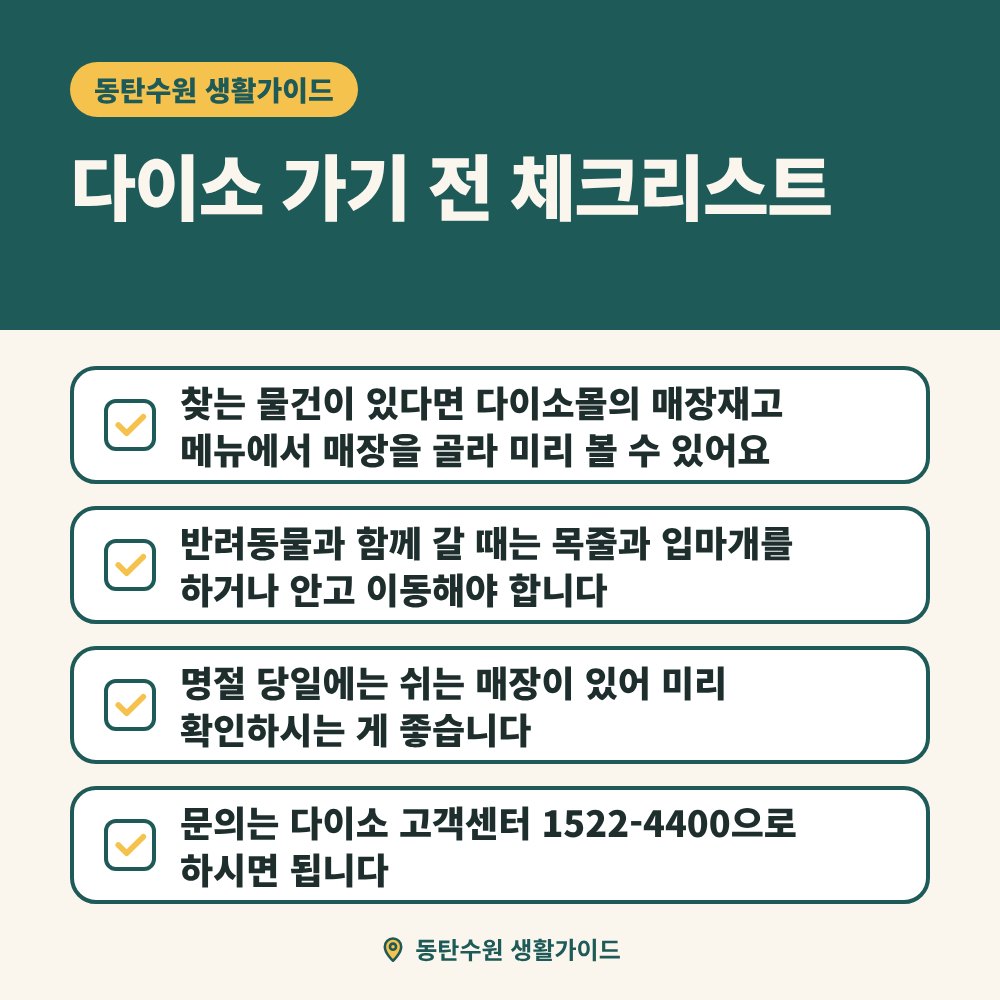 동탄수원 생활가이드
다이소 가기 전 체크리스트
찾는 물건이 있다면 다이소몰의 매장재고
메뉴에서 매장을 골라 미리 볼 수 있어요
반려동물과 함께 갈 때는 목줄과 입마개를
하거나 안고 이동해야 합니다
명절 당일에는 쉬는 매장이 있어 미리
확인하시는 게 좋습니다
문의는 다이소 고객센터 1522-4400으로
하시면 됩니다
동탄수원 생활가이드